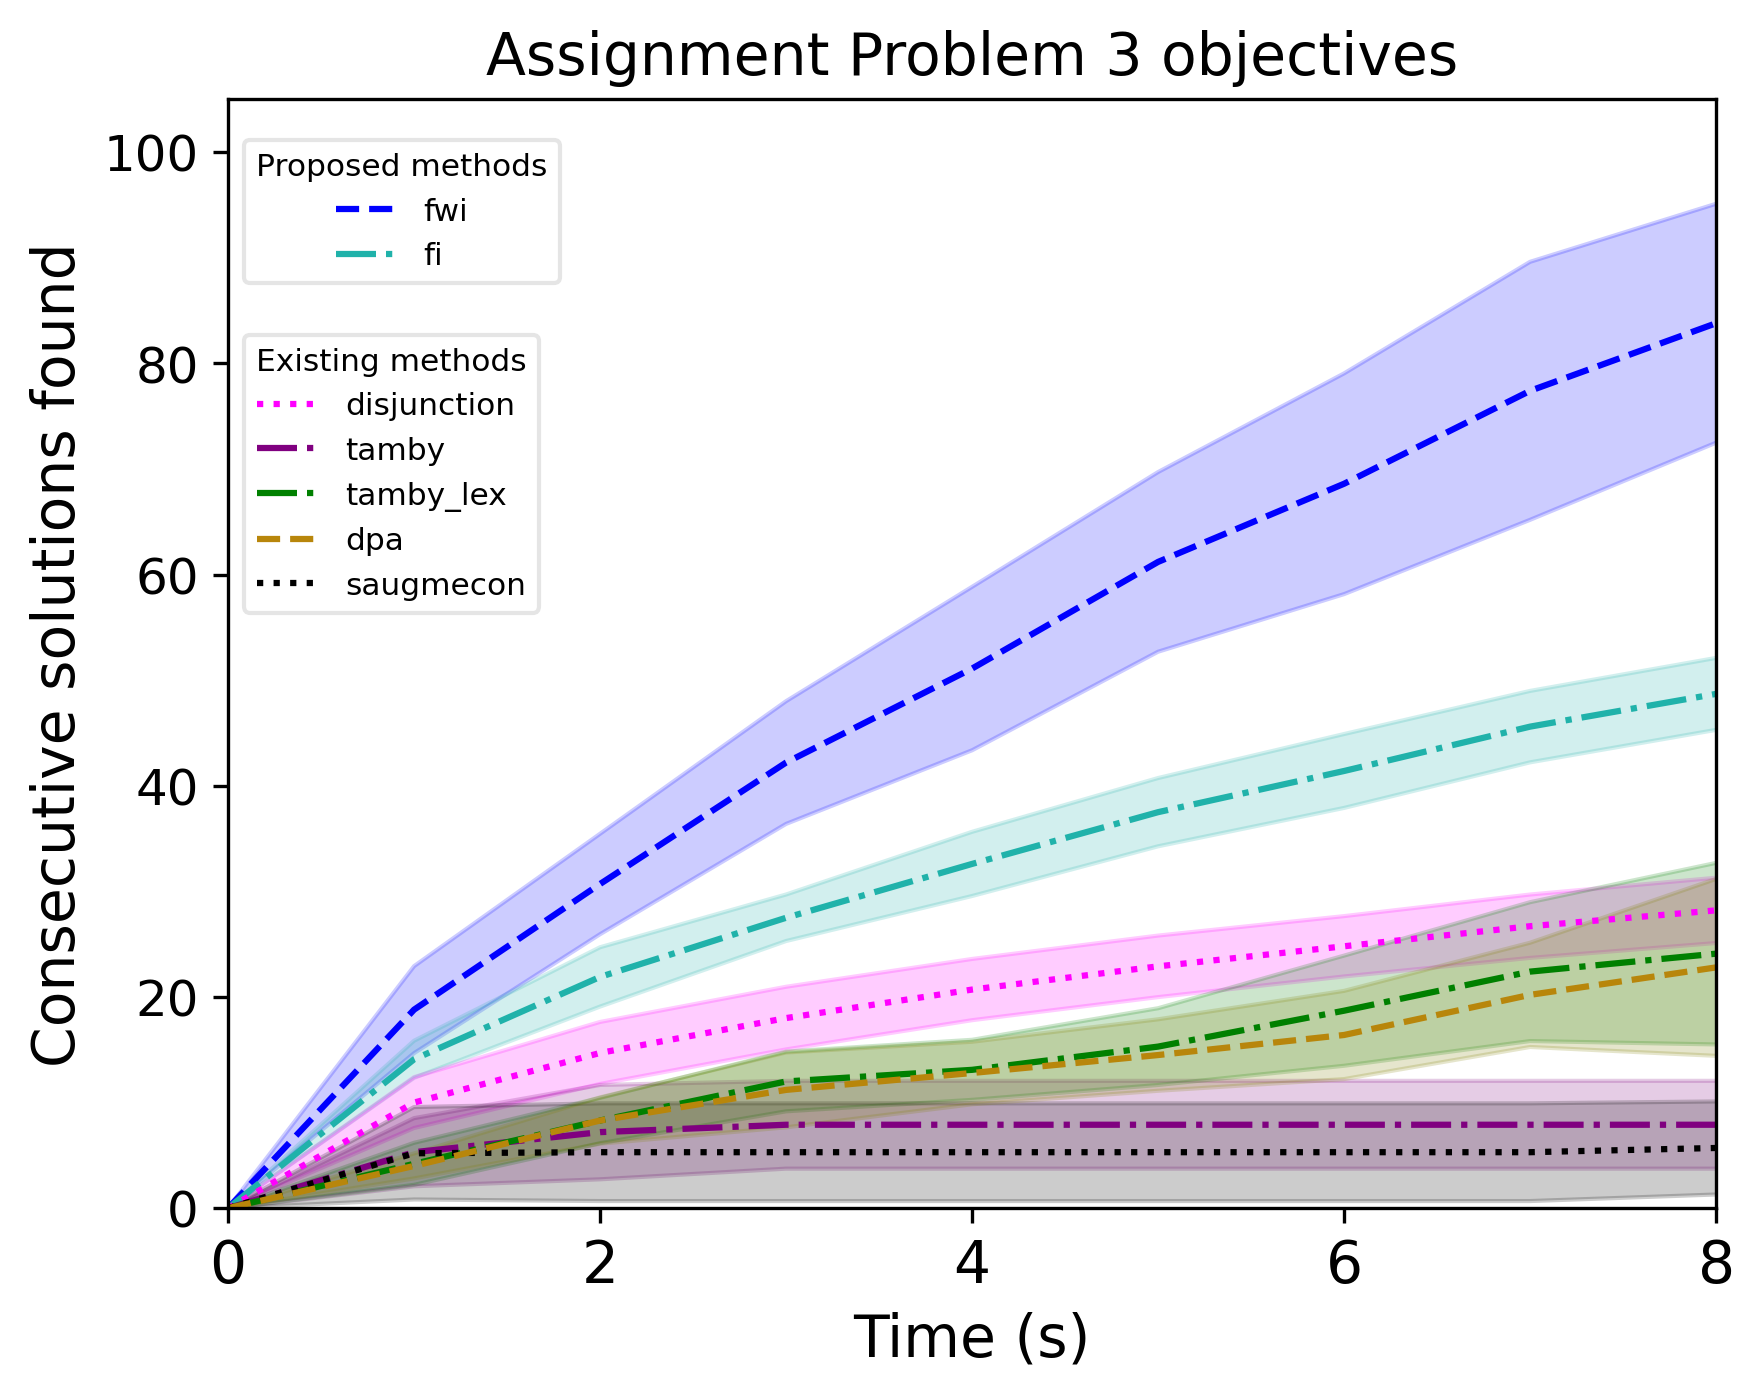 Assignment Problem 3 objectives
Consecutive solutions found
100
80
60
40
20
0
Proposed methods
fwi
fi
Existing methods
disjunction
tamby
tamby_lex
dpa
saugmecon
0 2 4 6 8
Time (s)